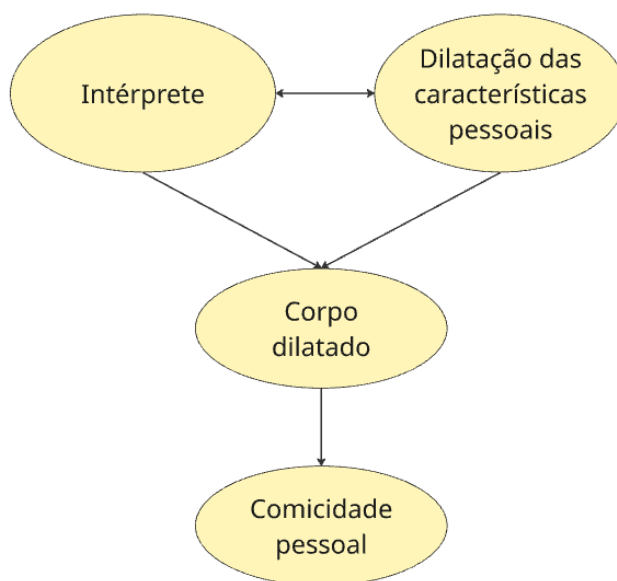 Intérprete
Dilatação das
características
pessoais
Corpo
dilatado
Comicidade
pessoal